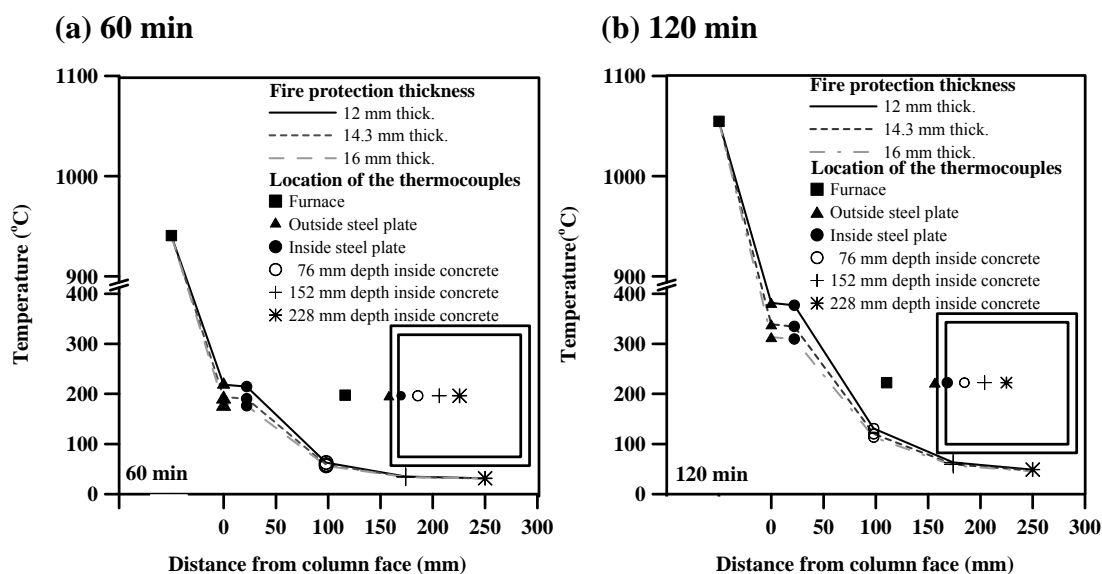 (a) 60 min
1100
1000
900
400
300
200
100
0
Temperature (°C)
Fire protection thickness
12 mm thick.
14.3 mm thick.
16 mm thick.
Location of the thermocouples
Furnace
Outside steel plate
Inside steel plate
76 mm depth inside concrete
152 mm depth inside concrete
228 mm depth inside concrete
60 min
0 50 100 150 200 250 300
Distance from column face (mm)
(b) 120 min
1100
1000
900
400
300
200
100
0
Temperature(°C)
Fire protection thickness
12 mm thick.
14.3 mm thick.
16 mm thick.
Location of the thermocouples
Furnace
Outside steel plate
Inside steel plate
76 mm depth inside concrete
152 mm depth inside concrete
228 mm depth inside concrete
120 min
0 50 100 150 200 250 300
Distance from column face (mm)